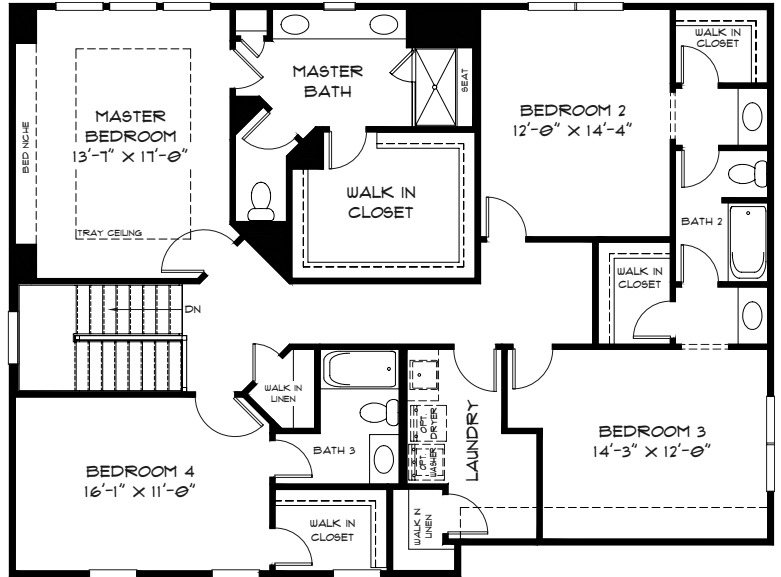 WALK IN
CLOSET
MASTER
BATH
SEAT
MASTER
BEDROOM
13'-7" X 17'-0"
BED NICHE
TRAY CEILING
BEDROOM 2
12'-0" X 14'-4"
WALK IN
CLOSET
BATH 2
WALK IN
CLOSET
DN
WALK IN
LINEN
BATH 3
OPT.
DRYER
OPT.
WASHER
LAUNDRY
BEDROOM 3
14'-3" X 12'-0"
BEDROOM 4
16'-1" X 11'-0"
WALK IN
CLOSET
WALK IN
LINEN